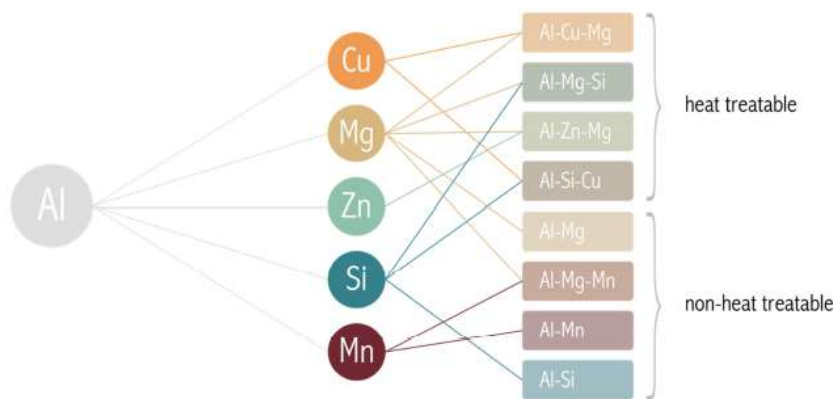 Al
Cu
Mg
Zn
Si
Mn
Al-Cu-Mg
Al-Mg-Si
Al-Zn-Mg
Al-Si-Cu
Al-Mg
Al-Mg-Mn
Al-Mn
Al-Si
heat treatable
non-heat treatable